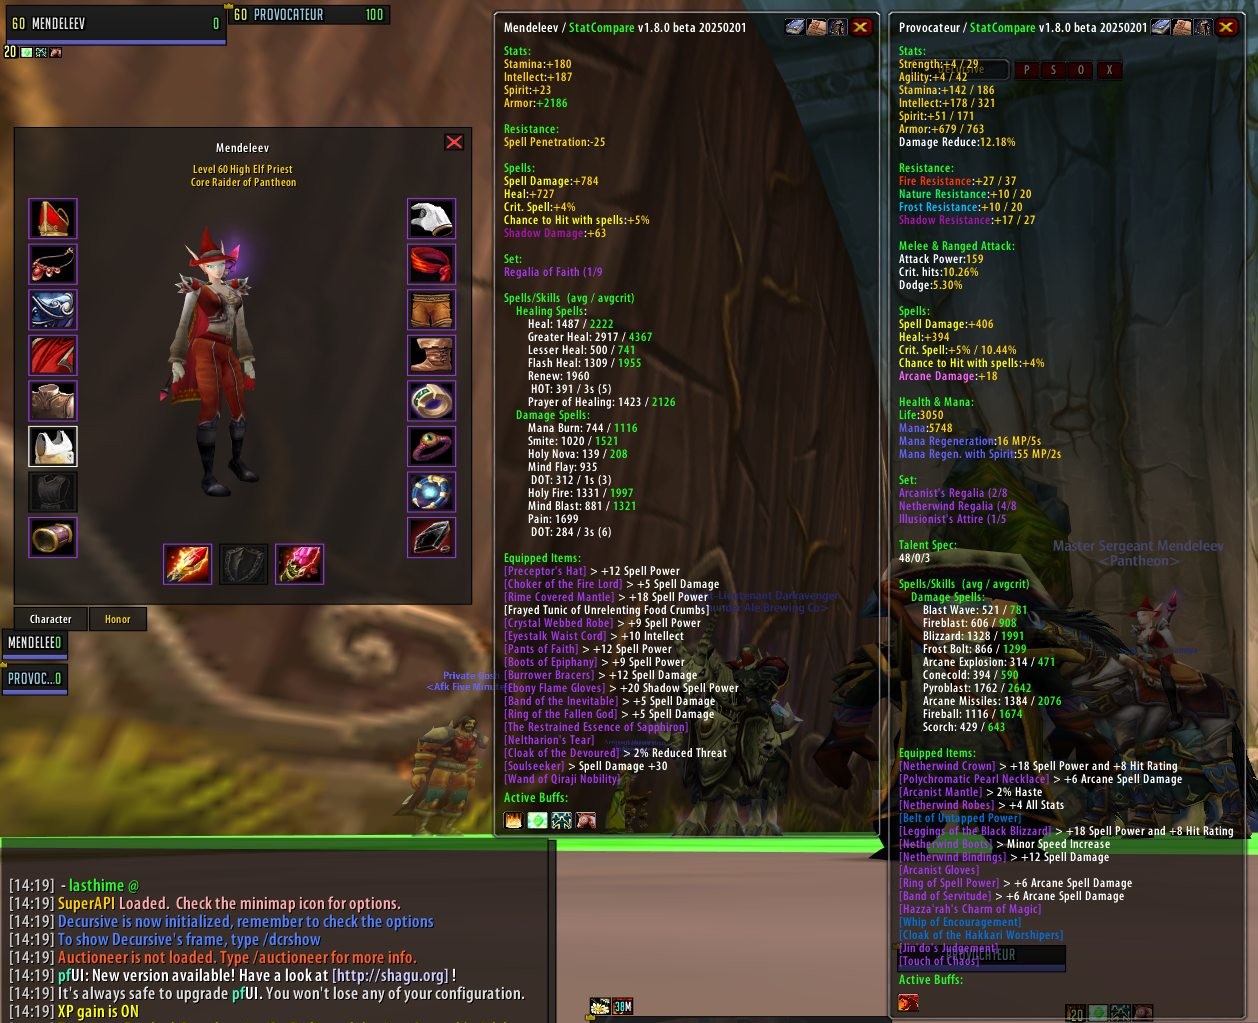 60 MENDELEEV 0
60 PROVOCATEUR 100
20
Mendeleev
Level 60 High Elf Priest
Core Raider of Pantheon
Character
Honor
MENDELEE0
PROVOC...0
Mendeleev / StatCompare v1.8.0 beta 20250201
Stats:
Stamina:+180
Intellect:+187
Spirit:+23
Armor:+2186
Resistance:
Spell Penetration:-25
Spells:
Spell Damage:+784
Heal:+727
Crit. Spell:+4%
Chance to Hit with spells:+5%
Shadow Damage:+63
Set:
Regalia of Faith (1/9
Spells/Skills (avg / avgcrit)
Healing Spells:
Heal: 1487 / 2222
Greater Heal: 2917 / 4367
Lesser Heal: 500 / 741
Flash Heal: 1309 / 1955
Renew: 1960
HOT: 391 / 3s (5)
Prayer of Healing: 1423 / 2126
Damage Spells:
Mana Burn: 744 / 1116
Smite: 1020 / 1521
Holy Nova: 139 / 208
Mind Flay: 935
DOT: 312 / 1s (3)
Holy Fire: 1331 / 1997
Mind Blast: 881 / 1321
Pain: 1699
DOT: 284 / 3s (6)
Equipped Items:
[Preceptor's Hat] > +12 Spell Power
[Choker of the Fire Lord] > +5 Spell Damage
[Rime Covered Mantle] > +18 Spell Power
[Frayed Tunic of Unrelenting Food Crumbs]
[Crystal Webbed Robe] > +9 Spell Power
[Eyestalk Waist Cord] > +10 Intellect
[Pants of Faith] > +12 Spell Power
[Boots of Epiphany] > +9 Spell Power
[Burrower Bracers] > +12 Spell Damage
[Ebony Flame Gloves] > +20 Shadow Spell Power
[Band of the Inevitable] > +5 Spell Damage
[Ring of the Fallen God] > +5 Spell Damage
[The Restrained Essence of Sapphiron]
[Neltharion's Tear]
[Cloak of the Devoured] > 2% Reduced Threat
[Soulseeker] > Spell Damage +30
[Wand of Qiraji Nobility]
Active Buffs:
Provocateur / StatCompare v1.8.0 beta 20250201
Stats:
Strength:+4 / 29
Agility:+4 / 42
Stamina:+142 / 186
Intellect:+178 / 321
Spirit:+51 / 171
Armor:+679 / 763
Damage Reduce:12.18%
P S O X
Resistance:
Fire Resistance:+27 / 37
Nature Resistance:+10 / 20
Frost Resistance:+10 / 20
Shadow Resistance:+17 / 27
Melee & Ranged Attack:
Attack Power:159
Crit. hits:10.26%
Dodge:5.30%
Spells:
Spell Damage:+406
Heal:+394
Crit. Spell:+5% / 10.44%
Chance to Hit with spells:+4%
Arcane Damage:+18
Health & Mana:
Life:3050
Mana:5748
Mana Regeneration:16 MP/5s
Mana Regen. with Spirit:55 MP/2s
Set:
Arcanist's Regalia (2/8
Netherwind Regalia (4/8
Illusionist's Attire (1/5
Talent Spec:
48/0/3
Spells/Skills (avg / avgcrit)
Damage Spells:
Blast Wave: 521 / 781
Fireblast: 606 / 908
Blizzard: 1328 / 1991
Frost Bolt: 866 / 1299
Arcane Explosion: 314 / 471
Conecold: 394 / 590
Pyroblast: 1762 / 2642
Arcane Missiles: 1384 / 2076
Fireball: 1116 / 1674
Scorch: 429 / 643
Equipped Items:
[Netherwind Crown] > +18 Spell Power and +8 Hit Rating
[Polychromatic Pearl Necklace] > +6 Arcane Spell Damage
[Arcanist Mantle] > 2% Haste
[Netherwind Robes] > +4 All Stats
[Belt of Untapped Power]
[Leggings of the Black Blizzard] > +18 Spell Power and +8 Hit Rating
[Netherwind Boots] > Minor Speed Increase
[Netherwind Bindings] > +12 Spell Damage
[Arcanist Gloves]
[Ring of Spell Power] > +6 Arcane Spell Damage
[Band of Servitude] > +6 Arcane Spell Damage
[Hazza'rah's Charm of Magic]
[Whip of Encouragement]
[Cloak of the Hakkari Worshipers]
[Jin'do's Judgement]
[Touch of Chaos]
PROVOCATEUR
Active Buffs:
Master Sergeant Mendeleev
<Pantheon>
-Lieutenant Darkavenger
Ale Brewing Co>
Private
<Afk Five Minute
[14:19] - lasthime @
[14:19] SuperAPI Loaded. Check the minimap icon for options.
[14:19] Decursive is now initialized, remember to check the options
[14:19] To show Decursive's frame, type /dcrshow
[14:19] Auctioneer is not loaded. Type /auctioneer for more info.
[14:19] pfUI: New version available! Have a look at [http://shagu.org] !
[14:19] It's always safe to upgrade pfUI. You won't lose any of your configuration.
[14:19] XP gain is ON
38M
20